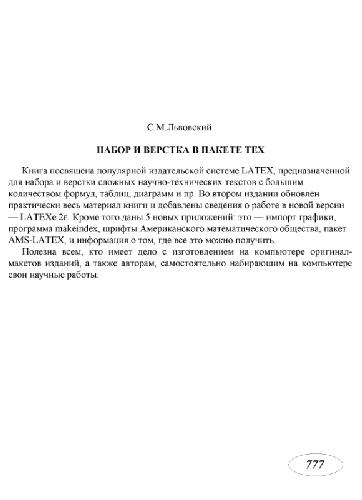 С.М.Львовский
НАБОР И ВЕРСТКА В ПАКЕТЕ ТЕХ
Книга посвящена популярной издательской системе LATEX, предназначенной
для набора и верстки сложных научно-технических текстов с большим
количеством формул, таблиц, диаграмм и пр. Во втором издании обновлен
практически весь материал книги и добавлены сведения о работе в новой версии
— LATEXe 2ε. Кроме того даны 5 новых приложений: это — импорт графики,
программа makeindex, шрифты Американского математического общества, пакет
AMS-LATEX, и информация о том, где все это можно получить.
Полезна всем, кто имеет дело с изготовлением на компьютере оригинал-
макетов изданий, а также авторам, самостоятельно набирающим на компьютере
свои научные работы.
777